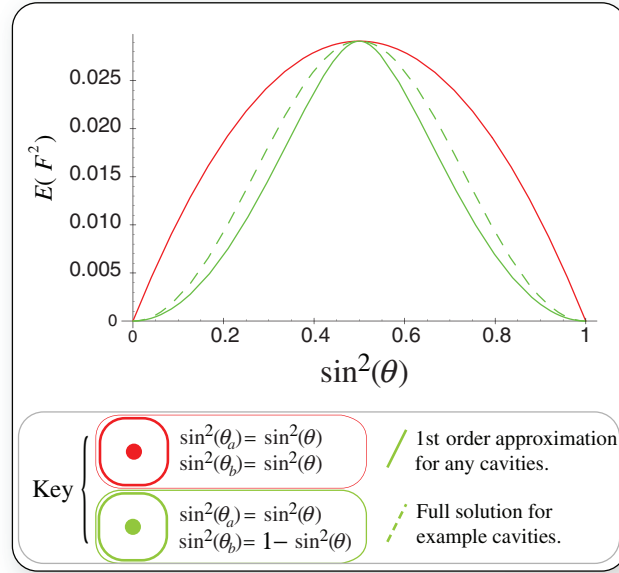 0.025
0.020
0.015
0.010
0.005
0
E(F²)
0 0.2 0.4 0.6 0.8 1
sin²(θ)
Key
sin²(θₐ)= sin²(θ)
sin²(θ_b)= sin²(θ)
sin²(θₐ)= sin²(θ)
sin²(θ_b)= 1− sin²(θ)
1st order approximation
for any cavities.
Full solution for
example cavities.